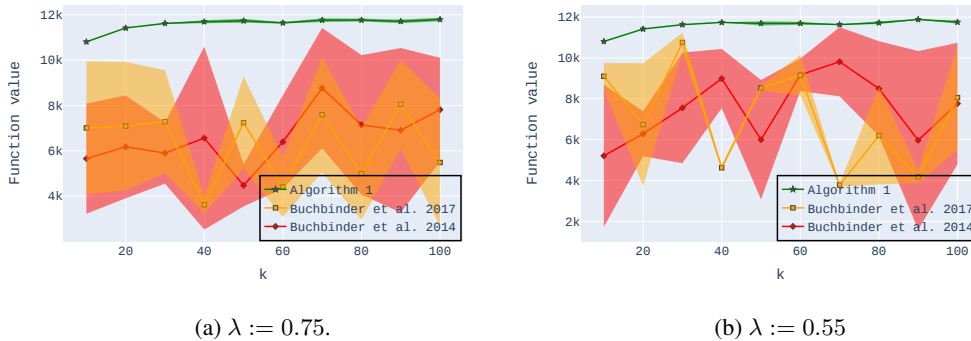 12k
10k
8k
6k
4k
Function value
20
40
60
80
100
k
Algorithm 1
Buchbinder et al. 2017
Buchbinder et al. 2014
(a) λ := 0.75.
12k
10k
8k
6k
4k
2k
Function value
20
40
60
80
100
k
Algorithm 1
Buchbinder et al. 2017
Buchbinder et al. 2014
(b) λ := 0.55